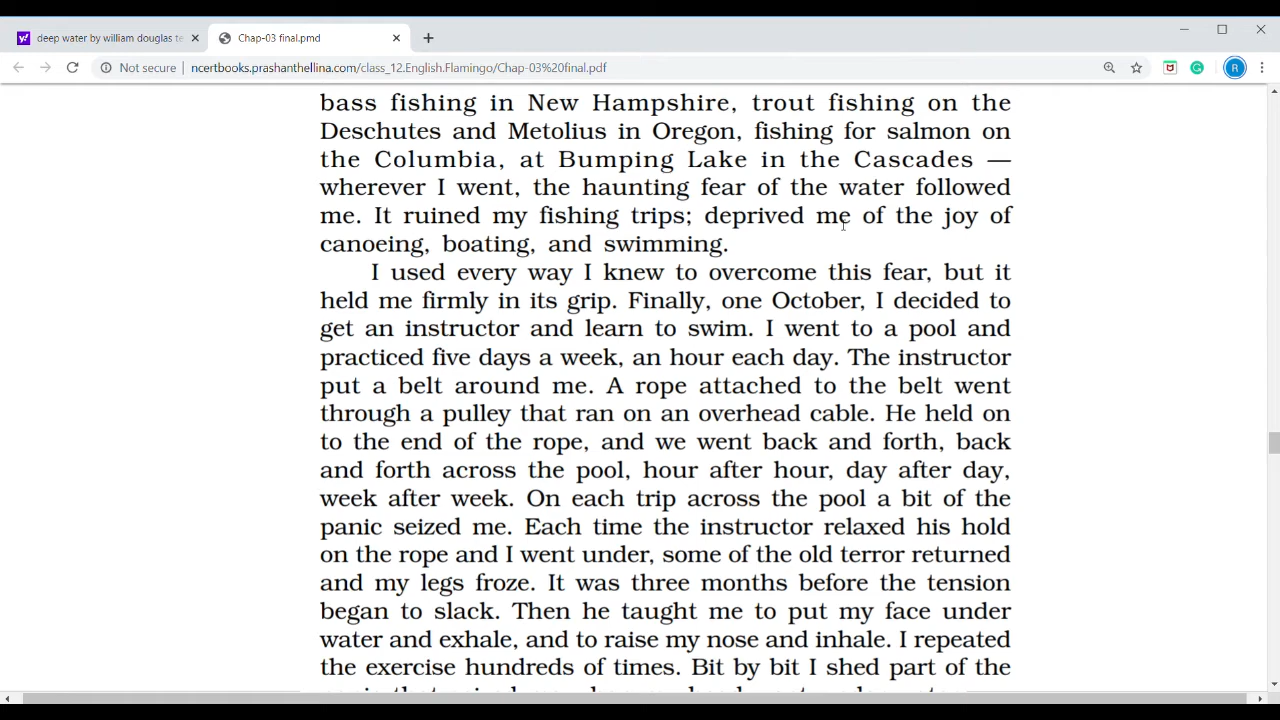 deep water by william douglas te
Chap-03 final.pmd
Not secure
ncertbooks.prashanthellina.com/class_12.English.Flamingo/Chap-03%20final.pdf
R
bass fishing in New Hampshire, trout fishing on the
Deschutes and Metolius in Oregon, fishing for salmon on
the Columbia, at Bumping Lake in the Cascades —
wherever I went, the haunting fear of the water followed
me. It ruined my fishing trips; deprived me of the joy of
canoeing, boating, and swimming.
I used every way I knew to overcome this fear, but it
held me firmly in its grip. Finally, one October, I decided to
get an instructor and learn to swim. I went to a pool and
practiced five days a week, an hour each day. The instructor
put a belt around me. A rope attached to the belt went
through a pulley that ran on an overhead cable. He held on
to the end of the rope, and we went back and forth, back
and forth across the pool, hour after hour, day after day,
week after week. On each trip across the pool a bit of the
panic seized me. Each time the instructor relaxed his hold
on the rope and I went under, some of the old terror returned
and my legs froze. It was three months before the tension
began to slack. Then he taught me to put my face under
water and exhale, and to raise my nose and inhale. I repeated
the exercise hundreds of times. Bit by bit I shed part of the